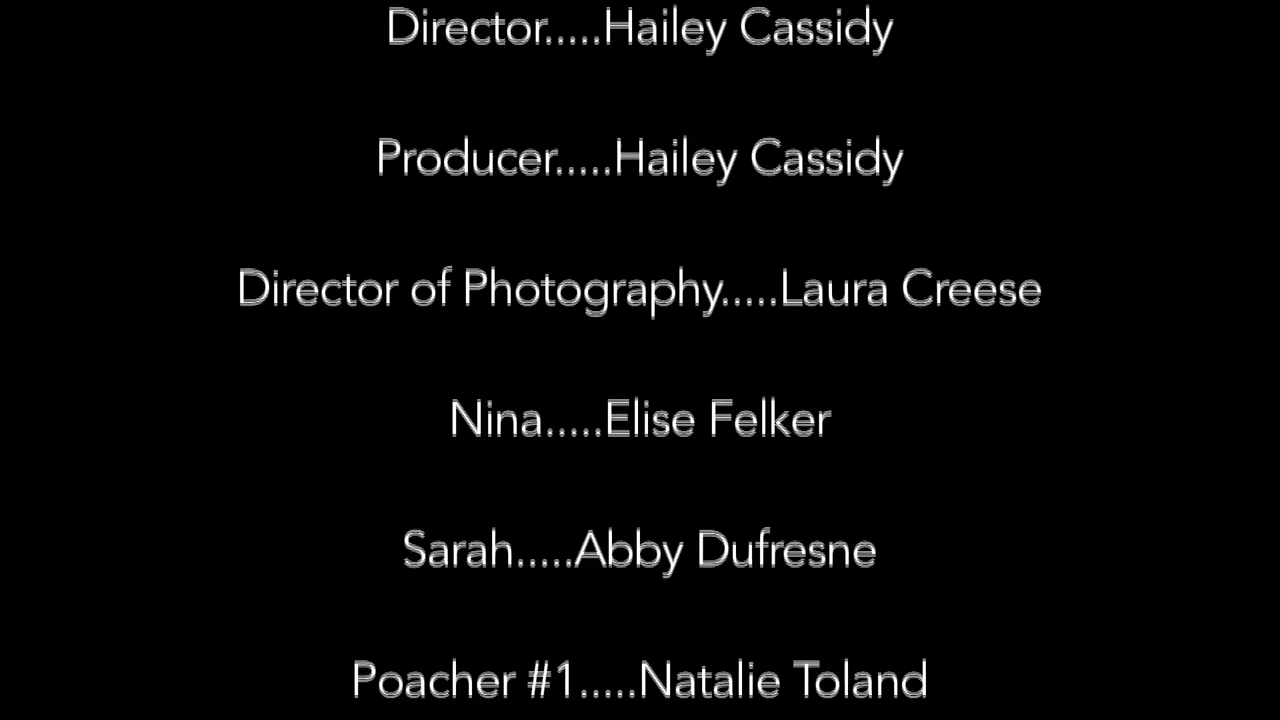 Director.....Hailey Cassidy
Producer.....Hailey Cassidy
Director of Photography.....Laura Creese
Nina.....Elise Felker
Sarah.....Abby Dufresne
Poacher #1.....Natalie Toland